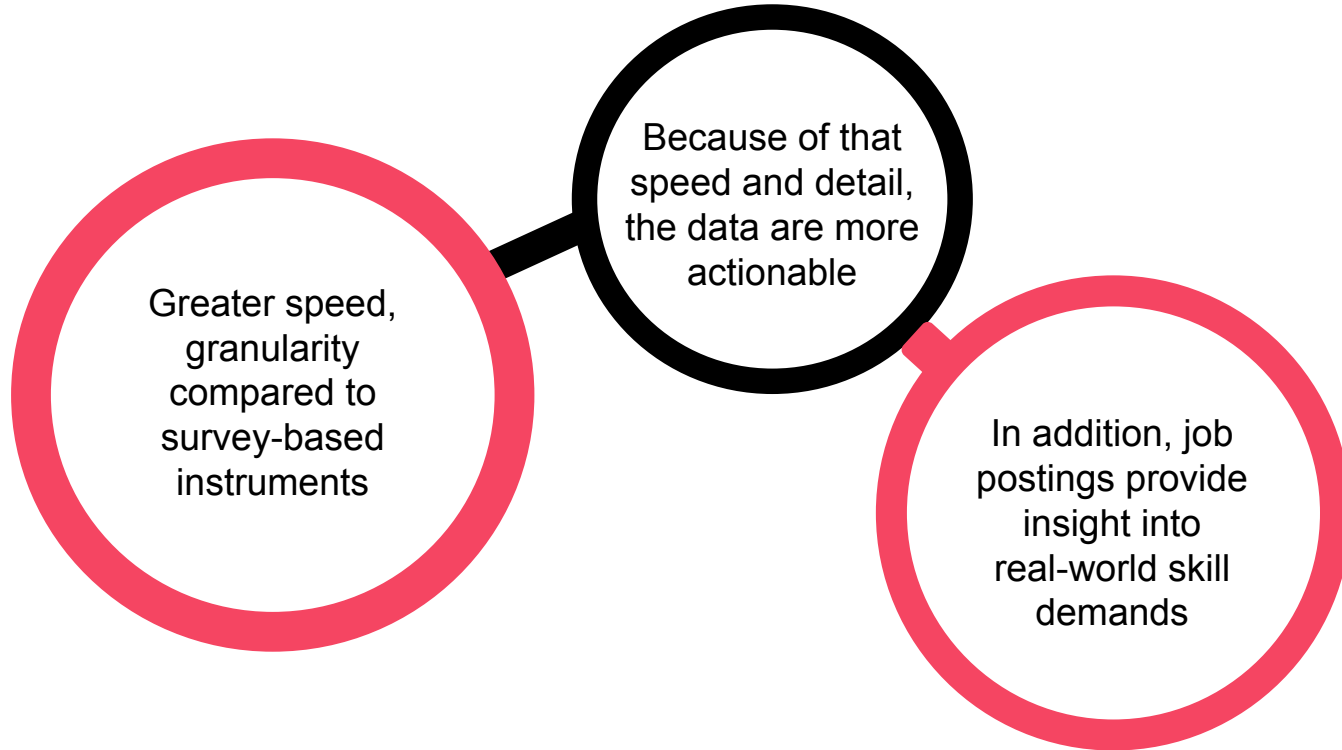 Greater speed,
granularity
compared to
survey-based
instruments
Because of that
speed and detail,
the data are more
actionable
In addition, job
postings provide
insight into
real-world skill
demands